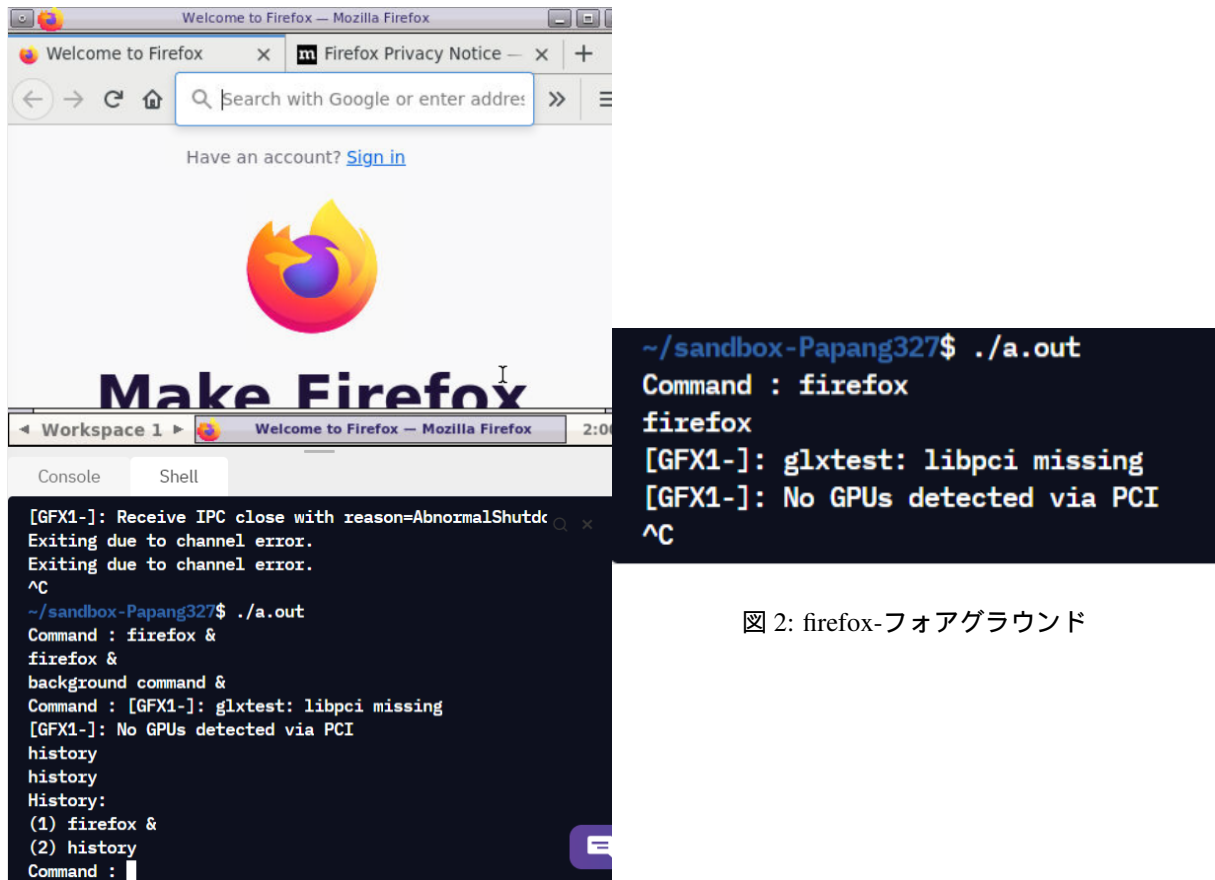 Welcome to Firefox — Mozilla Firefox
Welcome to Firefox
m Firefox Privacy Notice —
Search with Google or enter addres
Have an account? Sign in
Make Firefox
Workspace 1
Welcome to Firefox — Mozilla Firefox
2:0
Console
Shell
[GFX1-]: Receive IPC close with reason=AbnormalShutdo
Exiting due to channel error.
Exiting due to channel error.
^C
~/sandbox-Papang327$ ./a.out
Command : firefox &
firefox &
background command &
Command : [GFX1-]: glxtest: libpci missing
[GFX1-]: No GPUs detected via PCI
history
history
History:
(1) firefox &
(2) history
Command :
~/sandbox-Papang327$ ./a.out
Command : firefox
firefox
[GFX1-]: glxtest: libpci missing
[GFX1-]: No GPUs detected via PCI
^C
図 2: firefox-フォアグラウンド